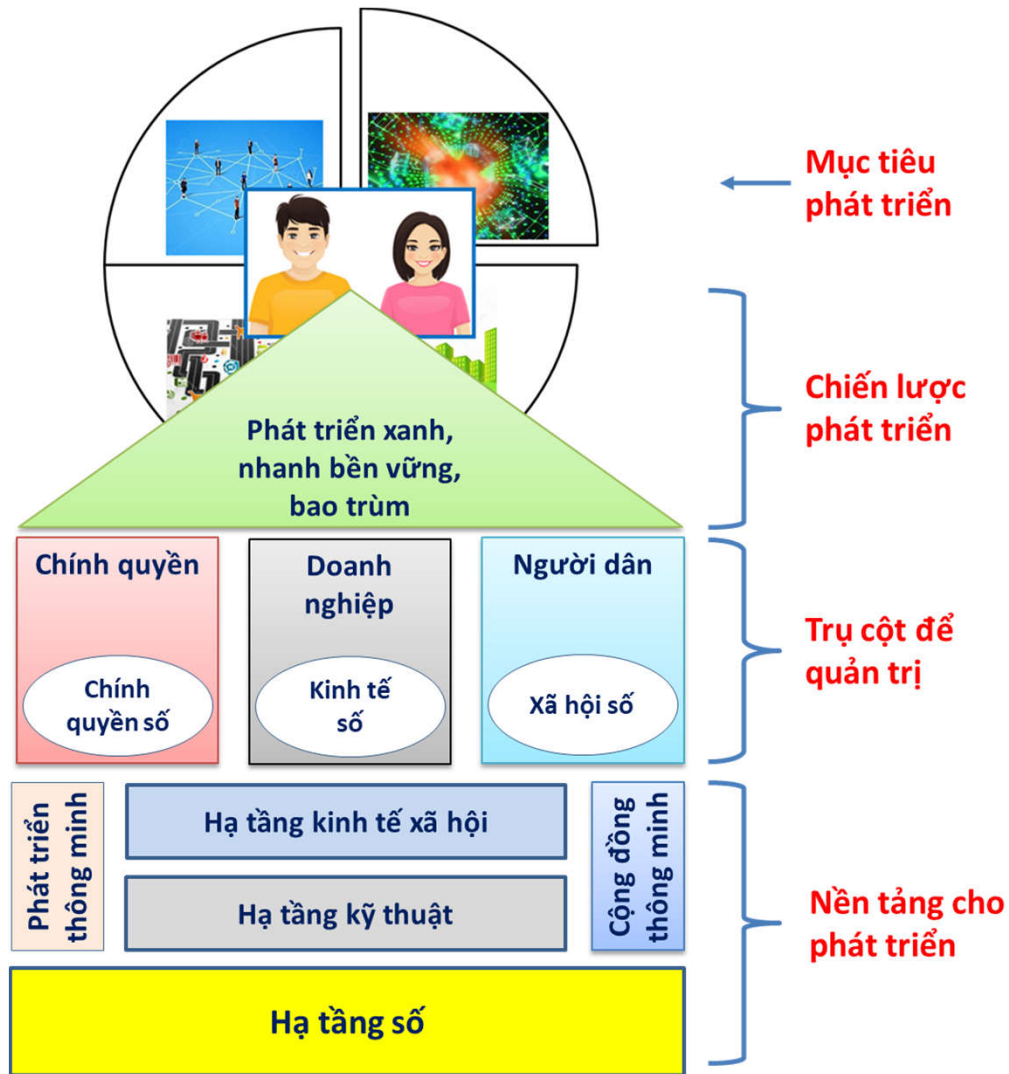 Mục tiêu
phát triển
Chiến lược
phát triển
Phát triển xanh,
nhanh bền vững,
bao trùm
Chính quyền
Doanh
nghiệp
Người dân
Chính
quyền số
Kinh tế
số
Xã hội số
Trụ cột để
quản trị
Phát triển
thông minh
Hạ tầng kinh tế xã hội
Hạ tầng kỹ thuật
Cộng đồng
thông minh
Nền tảng cho
phát triển
Hạ tầng số